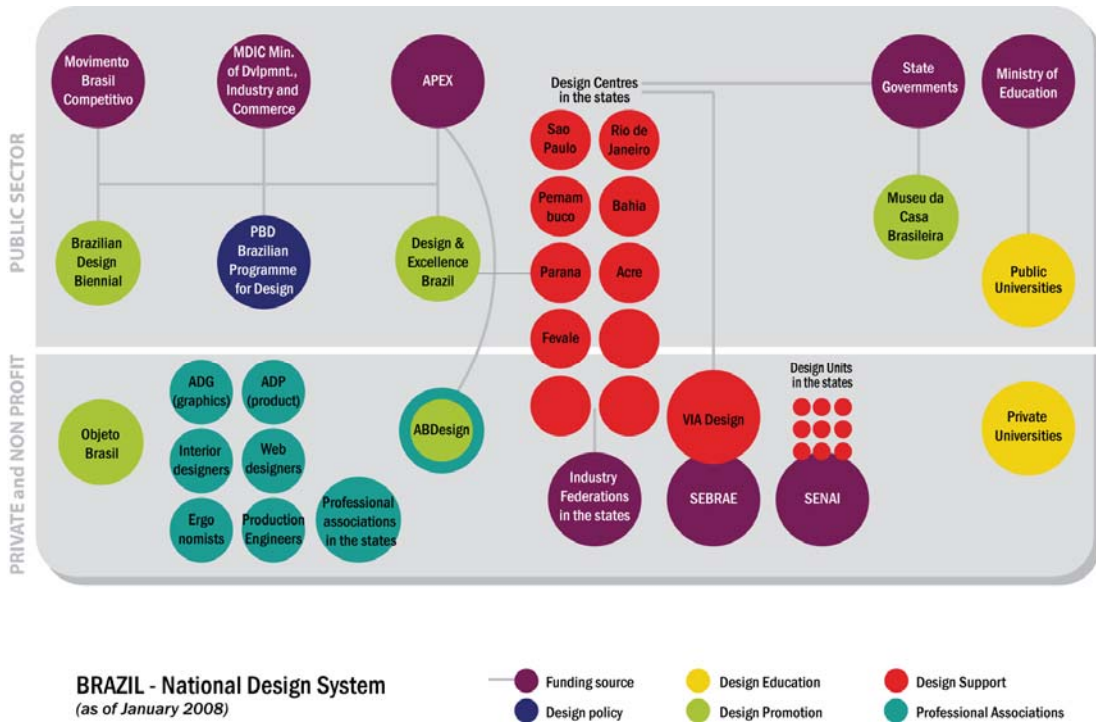 PUBLIC SECTOR
Movimento
Brasil
Competitivo
MDIC Min.
of Dvlpmnt.,
Industry and
Commerce
APEX
Design Centres
in the states
State
Governments
Ministry of
Education
Sao
Paulo
Rio de
Janeiro
Pernam
buco
Bahia
Parana
Acre
Fevale
Museu da
Casa
Brasileira
Brazilian
Design
Biennial
PBD
Brazilian
Programme
for Design
Design &
Excellence
Brazil
Public
Universities
PRIVATE and NON PROFIT
Objeto
Brasil
ADG
(graphics)
ADP
(product)
Interior
designers
Web
designers
Ergo
nomists
Production
Engineers
Professional
associations
in the states
ABDesign
Industry
Federations
in the states
VIA Design
SEBRAE
Design Units
in the states
SENAI
Private
Universities
BRAZIL - National Design System
(as of January 2008)
Funding source
Design policy
Design Education
Design Promotion
Design Support
Professional Associations